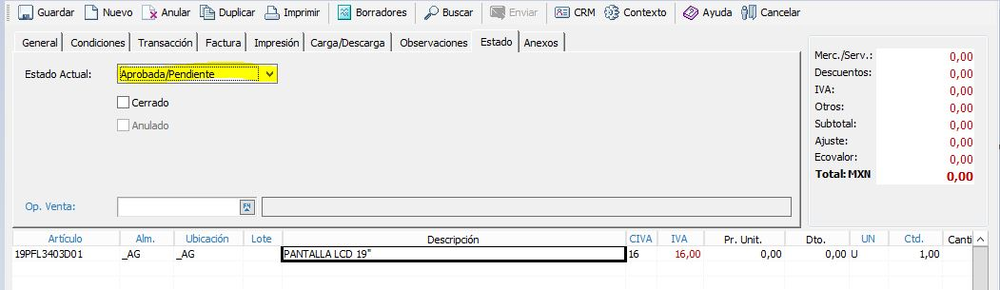 Guardar Nuevo Anular Duplicar Imprimir Borradores Buscar Enviar CRM Contexto Ayuda Cancelar
General Condiciones Transacción Factura Impresión Carga/Descarga Observaciones Estado Anexos
Estado Actual: Aprobada/Pendiente
Cerrado
Anulado
Op. Venta: F4
Merc./Serv.: 0,00
Descuentos: 0,00
IVA: 0,00
Otros: 0,00
Subtotal: 0,00
Ajuste: 0,00
Ecovalor: 0,00
Total: MXN 0,00
Artículo Alm. Ubicación Lote Descripción CIVA IVA Pr. Unit. Dto. UN Ctd. Canti
19PFL3403D01 _AG _AG PANTALLA LCD 19" 16 16,00 0,00 0,00 U 1,00